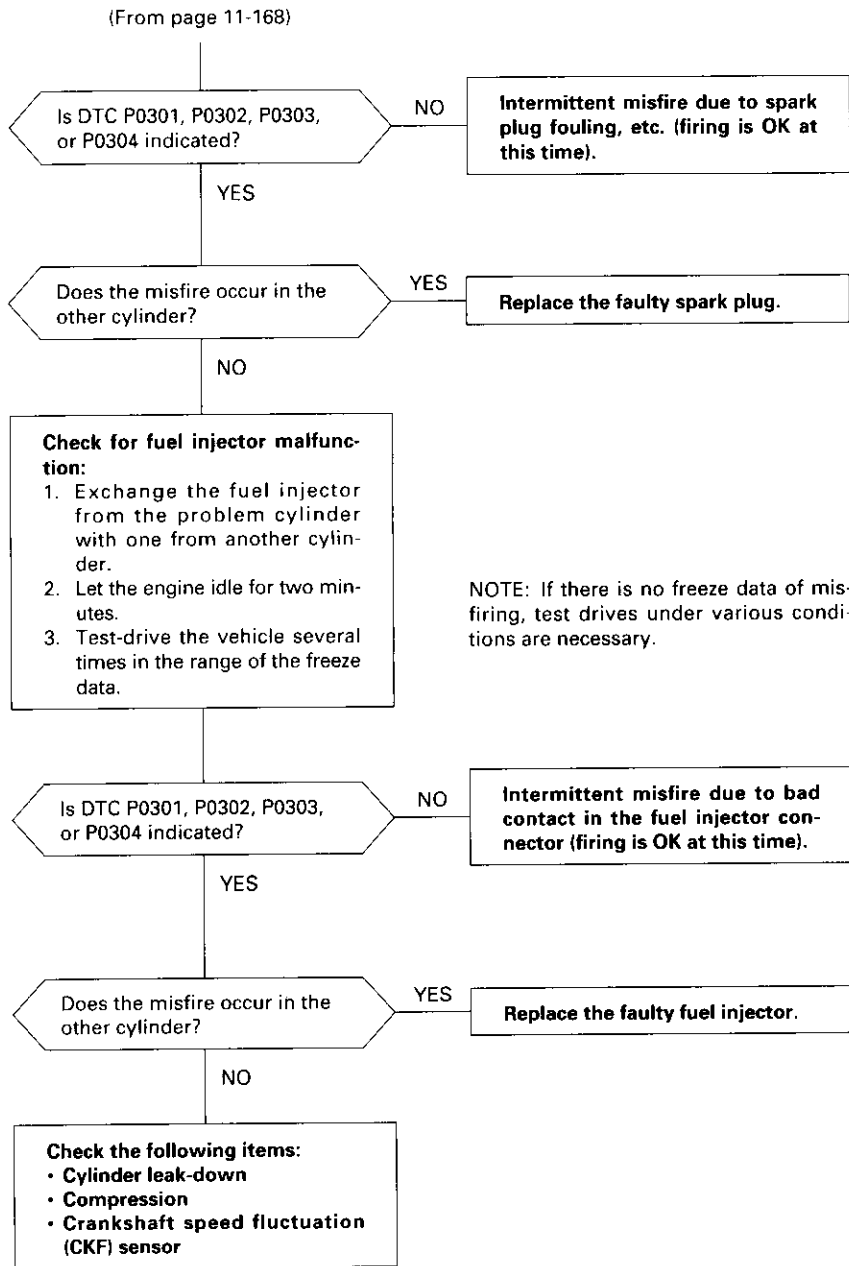 (From page 11-168)
Is DTC P0301, P0302, P0303,
or P0304 indicated?
NO
Intermittent misfire due to spark
plug fouling, etc. (firing is OK at
this time).
YES
Does the misfire occur in the
other cylinder?
YES
Replace the faulty spark plug.
NO
Check for fuel injector malfunc-
tion:
1. Exchange the fuel injector
from the problem cylinder
with one from another cylin-
der.
2. Let the engine idle for two min-
utes.
3. Test-drive the vehicle several
times in the range of the freeze
data.
NOTE: If there is no freeze data of mis-
firing, test drives under various condi-
tions are necessary.
Is DTC P0301, P0302, P0303,
or P0304 indicated?
NO
Intermittent misfire due to bad
contact in the fuel injector con-
nector (firing is OK at this time).
YES
Does the misfire occur in the
other cylinder?
YES
Replace the faulty fuel injector.
NO
Check the following items:
• Cylinder leak-down
• Compression
• Crankshaft speed fluctuation
(CKF) sensor